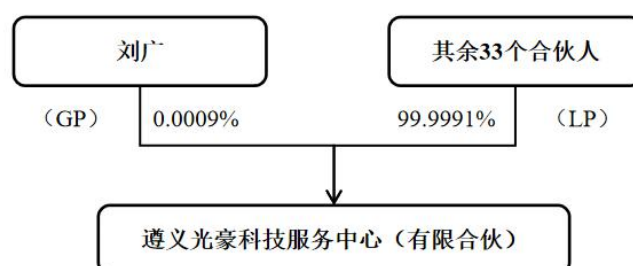 刘广
其余33个合伙人
（GP） 0.0009% 99.9991% （LP）
遵义光豪科技服务中心（有限合伙）